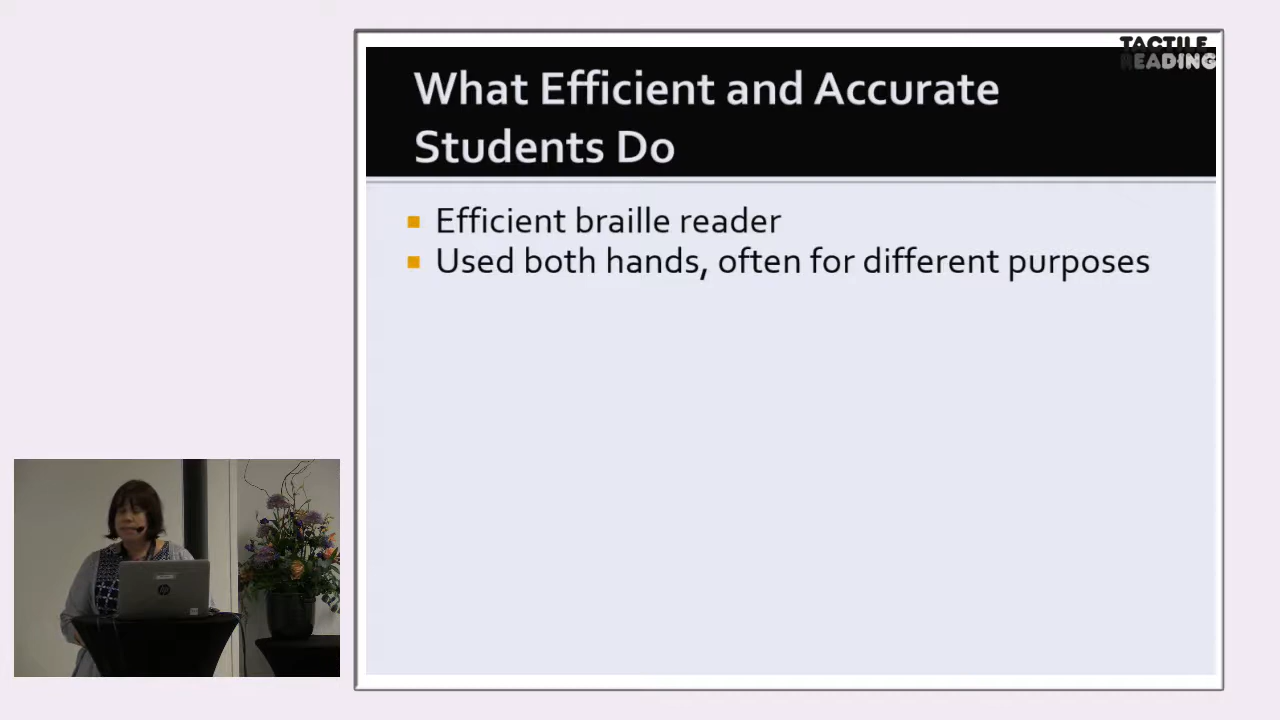 TACTILE
READING
What Efficient and Accurate
Students Do
Efficient braille reader
Used both hands, often for different purposes